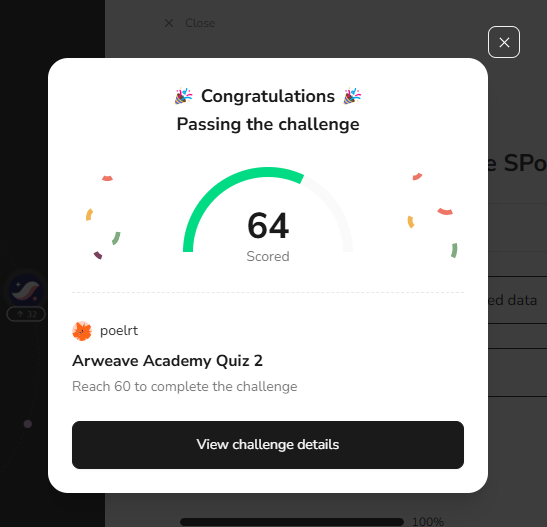 Close
Congratulations
Passing the challenge
e SPo
64
Scored
ed data
32
poelrt
Arweave Academy Quiz 2
Reach 60 to complete the challenge
View challenge details
100%